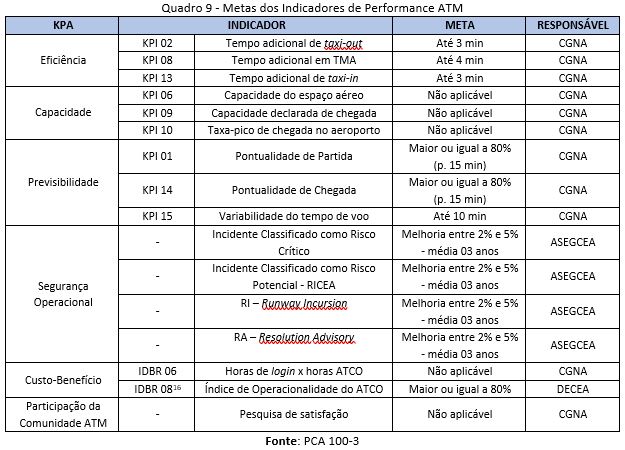 Quadro 9 - Metas dos Indicadores de Performance ATM
KPA INDICADOR META RESPONSÁVEL
Eficiência
KPI 02 Tempo adicional de taxi-out Até 3 min CGNA
KPI 08 Tempo adicional em TMA Até 4 min CGNA
KPI 13 Tempo adicional de taxi-in Até 3 min CGNA
Capacidade
KPI 06 Capacidade do espaço aéreo Não aplicável CGNA
KPI 09 Capacidade declarada de chegada Não aplicável CGNA
KPI 10 Taxa-pico de chegada no aeroporto Não aplicável CGNA
Previsibilidade
KPI 01 Pontualidade de Partida Maior ou igual a 80% CGNA
(p. 15 min)
KPI 14 Pontualidade de Chegada Maior ou igual a 80% CGNA
(p. 15 min)
KPI 15 Variabilidade do tempo de voo Até 10 min CGNA
Segurança
Operacional
- Incidente Classificado como Risco Melhoria entre 2% e 5% ASEGCEA
Crítico - média 03 anos
- Incidente Classificado como Risco Melhoria entre 2% e 5% ASEGCEA
Potencial - RICEA - média 03 anos
- RI – Runway Incursion Melhoria entre 2% e 5% ASEGCEA
- média 03 anos
- RA – Resolution Advisory Melhoria entre 2% e 5% ASEGCEA
- média 03 anos
Custo-Benefício
IDBR 06 Horas de login x horas ATCO Não aplicável CGNA
IDBR 08¹⁶ Índice de Operacionalidade do ATCO Maior ou igual a 80% DECEA
Participação da
Comunidade ATM
- Pesquisa de satisfação Não aplicável CGNA
Fonte: PCA 100-3